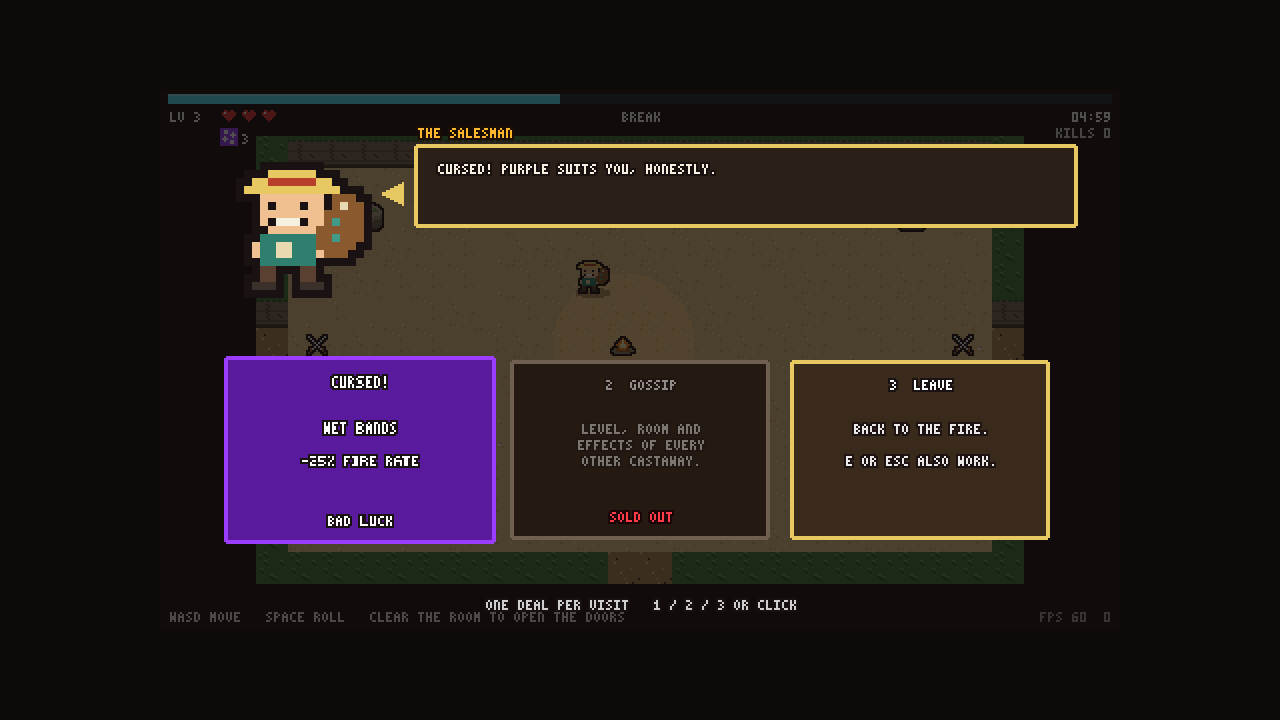 LV 3
BREAK
04:59
3
THE SALESMAN
KILLS 0
CURSED! PURPLE SUITS YOU, HONESTLY.
CURSED!
WET BANDS
-25% FIRE RATE
BAD LUCK
2 GOSSIP
LEVEL, ROOM AND
EFFECTS OF EVERY
OTHER CASTAWAY.
SOLD OUT
3 LEAVE
BACK TO THE FIRE.
E OR ESC ALSO WORK.
ONE DEAL PER VISIT 1 / 2 / 3 OR CLICK
WASD MOVE SPACE ROLL CLEAR THE ROOM TO OPEN THE DOORS
FPS 60 0